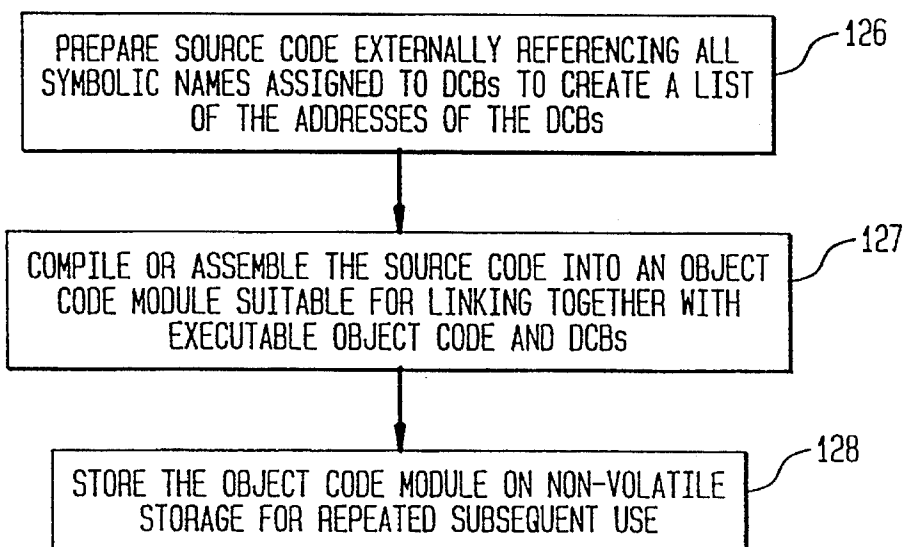 PREPARE SOURCE CODE EXTERNALLY REFERENCING ALL
SYMBOLIC NAMES ASSIGNED TO DCBs TO CREATE A LIST
OF THE ADDRESSES OF THE DCBs
126
COMPILE OR ASSEMBLE THE SOURCE CODE INTO AN OBJECT
CODE MODULE SUITABLE FOR LINKING TOGETHER WITH
EXECUTABLE OBJECT CODE AND DCBs
127
STORE THE OBJECT CODE MODULE ON NON-VOLATILE
STORAGE FOR REPEATED SUBSEQUENT USE
128